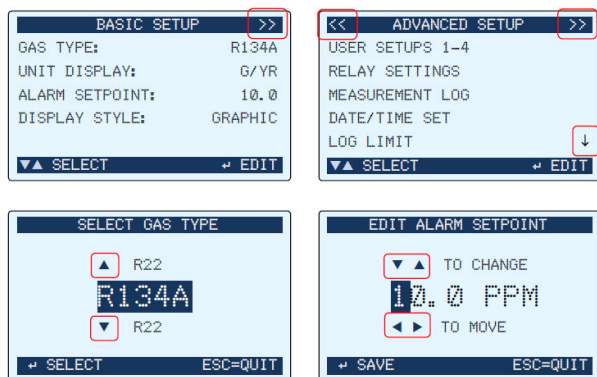 BASIC SETUP >>
GAS TYPE: R134A
UNIT DISPLAY: G/YR
ALARM SETPOINT: 10.0
DISPLAY STYLE: GRAPHIC
▼▲ SELECT ↵ EDIT
<< ADVANCED SETUP >>
USER SETUPS 1-4
RELAY SETTINGS
MEASUREMENT LOG
DATE/TIME SET
LOG LIMIT ↓
▼▲ SELECT ↵ EDIT
SELECT GAS TYPE
▲ R22
R134A
▼ R22
↵ SELECT ESC=QUIT
EDIT ALARM SETPOINT
▼ ▲ TO CHANGE
10.0 PPM
◀ ▶ TO MOVE
↵ SAVE ESC=QUIT